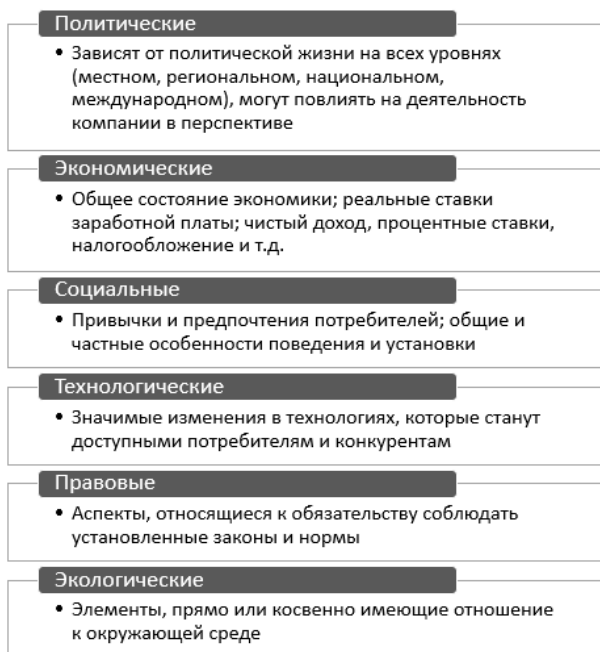 Политические
• Зависят от политической жизни на всех уровнях
(местном, региональном, национальном,
международном), могут повлиять на деятельность
компании в перспективе
Экономические
• Общее состояние экономики; реальные ставки
заработной платы; чистый доход, процентные ставки,
налогообложение и т.д.
Социальные
• Привычки и предпочтения потребителей; общие и
частные особенности поведения и установки
Технологические
• Значимые изменения в технологиях, которые станут
доступными потребителям и конкурентам
Правовые
• Аспекты, относящиеся к обязательству соблюдать
установленные законы и нормы
Экологические
• Элементы, прямо или косвенно имеющие отношение
к окружающей среде